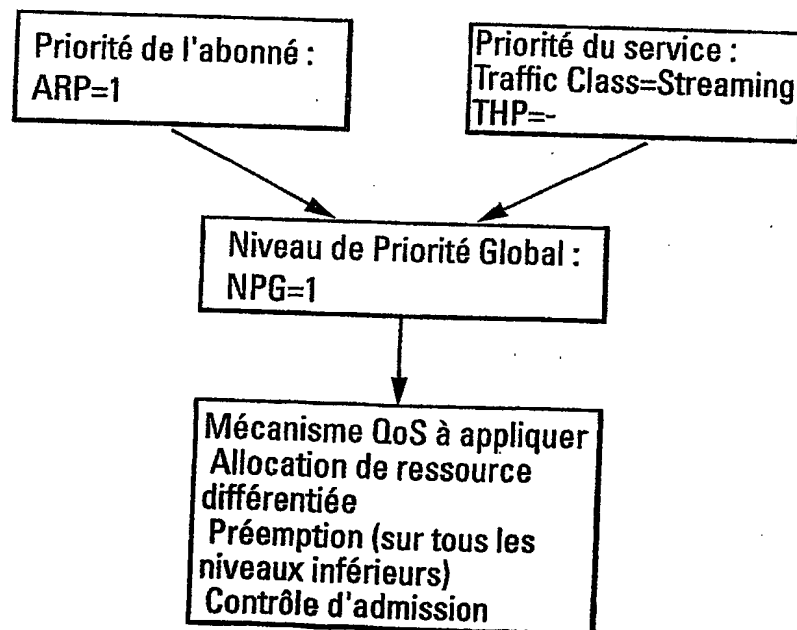 Priorité de l'abonné :
ARP=1
Priorité du service :
Traffic Class=Streaming
THP=-
Niveau de Priorité Global :
NPG=1
Mécanisme QoS à appliquer
Allocation de ressource
différentiée
Préemption (sur tous les
niveaux inférieurs)
Contrôle d'admission